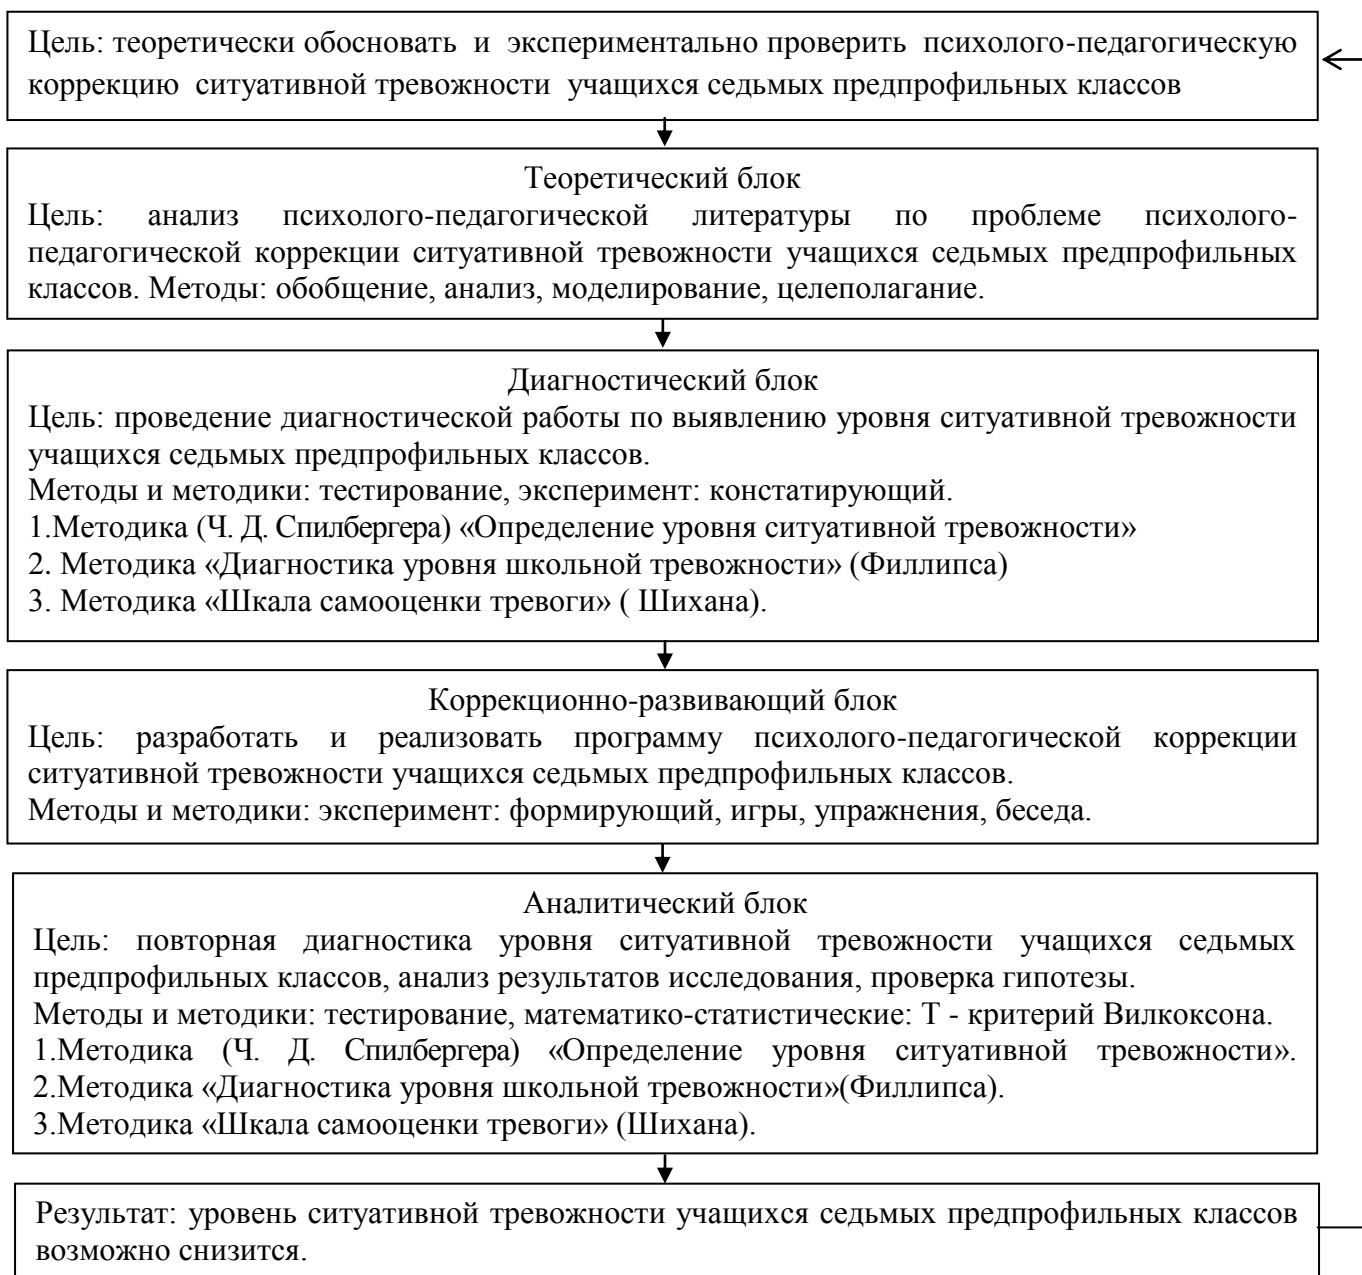 Цель: теоретически обосновать и экспериментально проверить психолого-педагогическую
коррекцию ситуативной тревожности учащихся седьмых предпрофильных классов
Теоретический блок
Цель: анализ психолого-педагогической литературы по проблеме психолого-
педагогической коррекции ситуативной тревожности учащихся седьмых предпрофильных
классов. Методы: обобщение, анализ, моделирование, целеполагание.
Диагностический блок
Цель: проведение диагностической работы по выявлению уровня ситуативной тревожности
учащихся седьмых предпрофильных классов.
Методы и методики: тестирование, эксперимент: констатирующий.
1.Методика (Ч. Д. Спилбергера) «Определение уровня ситуативной тревожности»
2. Методика «Диагностика уровня школьной тревожности» (Филлипса)
3. Методика «Шкала самооценки тревоги» ( Шихана).
Коррекционно-развивающий блок
Цель: разработать и реализовать программу психолого-педагогической коррекции
ситуативной тревожности учащихся седьмых предпрофильных классов.
Методы и методики: эксперимент: формирующий, игры, упражнения, беседа.
Аналитический блок
Цель: повторная диагностика уровня ситуативной тревожности учащихся седьмых
предпрофильных классов, анализ результатов исследования, проверка гипотезы.
Методы и методики: тестирование, математико-статистические: Т - критерий Вилкоксона.
1.Методика (Ч. Д. Спилбергера) «Определение уровня ситуативной тревожности».
2.Методика «Диагностика уровня школьной тревожности»(Филлипса).
3.Методика «Шкала самооценки тревоги» (Шихана).
Результат: уровень ситуативной тревожности учащихся седьмых предпрофильных классов
возможно снизится.